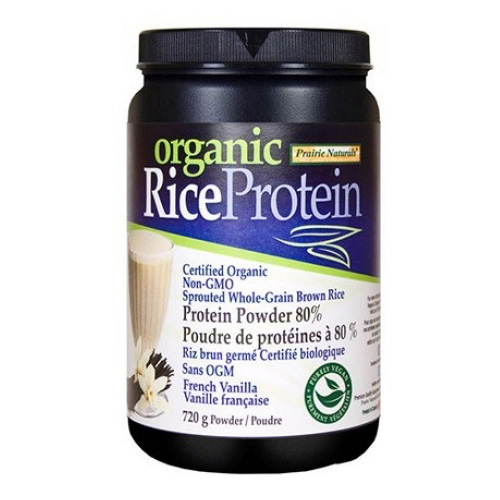 organic
Prairie Naturals®
RiceProtein
Certified Organic
Non-GMO
Sprouted Whole-Grain Brown Rice
Protein Powder 80%
Poudre de protéines à 80 %
Riz brun germé Certifié biologique
Sans OGM
French Vanilla
Vanille française
720 g Powder / Poudre
PURELY VEGAN
PUREMENT VÉGÉTALIEN